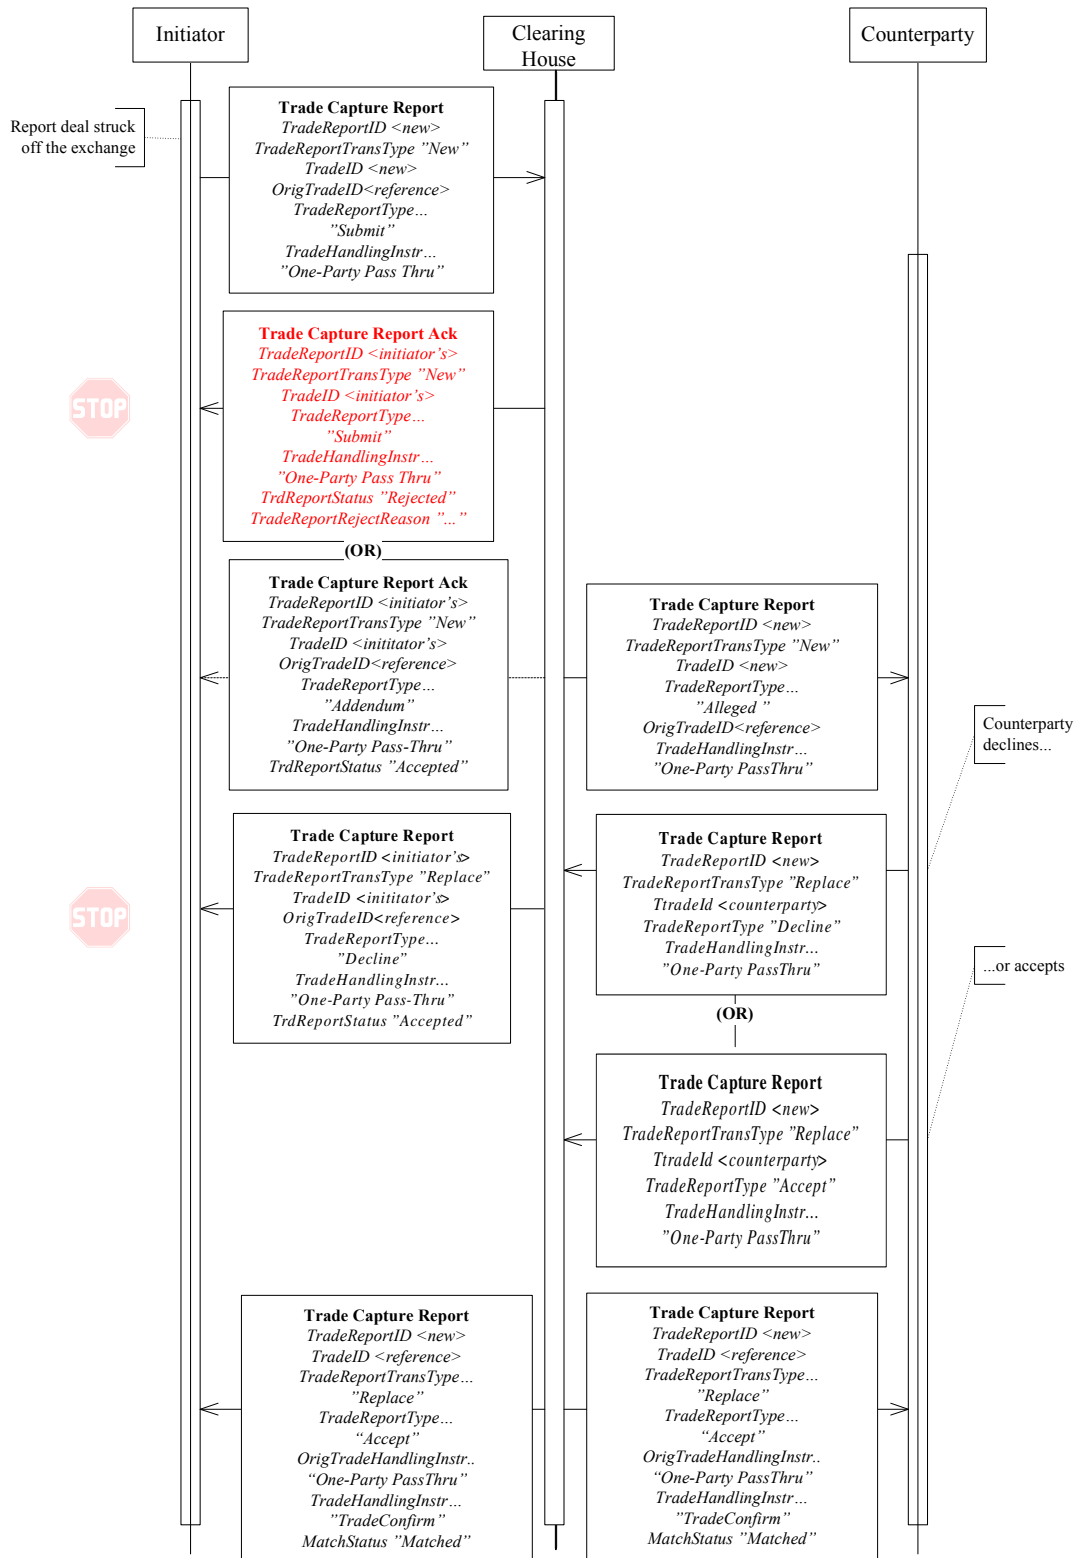 Initiator
Clearing
House
Counterparty
Report deal struck
off the exchange
Trade Capture Report
TradeReportID <new>
TradeReportTransType "New"
TradeID <new>
OrigTradeID<reference>
TradeReportType...
"Submit"
TradeHandlingInstr...
"One-Party Pass Thru"
STOP
Trade Capture Report Ack
TradeReportID <initiator's>
TradeReportTransType "New"
TradeID <initiator's>
TradeReportType...
"Submit"
TradeHandlingInstr...
"One-Party Pass Thru"
TrdReportStatus "Rejected"
TradeReportRejectReason "..."
(OR)
Trade Capture Report Ack
TradeReportID <initiator's>
TradeReportTransType "New"
TradeID <inititator's>
OrigTradeID<reference>
TradeReportType...
"Addendum"
TradeHandlingInstr...
"One-Party Pass-Thru"
TrdReportStatus "Accepted"
Trade Capture Report
TradeReportID <new>
TradeReportTransType "New"
TradeID <new>
TradeReportType...
"Alleged "
OrigTradeID<reference>
TradeHandlingInstr...
"One-Party PassThru"
Counterparty
declines...
STOP
Trade Capture Report
TradeReportID <initiator's>
TradeReportTransType "Replace"
TradeID <inititator's>
OrigTradeID<reference>
TradeReportType...
"Decline"
TradeHandlingInstr...
"One-Party Pass-Thru"
TrdReportStatus "Accepted"
Trade Capture Report
TradeReportID <new>
TradeReportTransType "Replace"
TtradeId <counterparty>
TradeReportType "Decline"
TradeHandlingInstr...
"One-Party PassThru"
...or accepts
(OR)
Trade Capture Report
TradeReportID <new>
TradeReportTransType "Replace"
TtradeId <counterparty>
TradeReportType "Accept"
TradeHandlingInstr...
"One-Party PassThru"
Trade Capture Report
TradeReportID <new>
TradeID <reference>
TradeReportTransType...
"Replace"
TradeReportType...
"Accept"
OrigTradeHandlingInstr..
"One-Party PassThru"
TradeHandlingInstr...
"TradeConfirm"
MatchStatus "Matched"
Trade Capture Report
TradeReportID <new>
TradeID <reference>
TradeReportTransType...
"Replace"
TradeReportType...
"Accept"
OrigTradeHandlingInstr..
"One-Party PassThru"
TradeHandlingInstr...
"TradeConfirm"
MatchStatus "Matched"